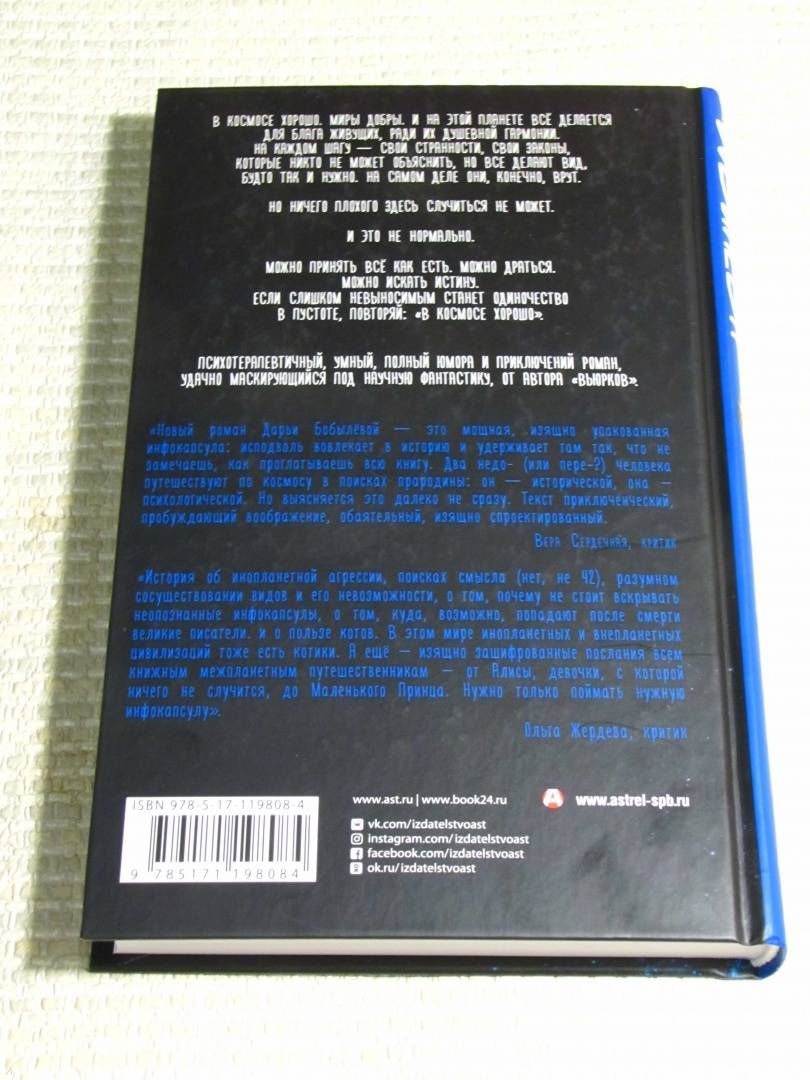 В КОСМОСЕ ХОРОШО. МИРЫ ДОБРЫ. И НА ЭТОЙ ПЛАНЕТЕ ВСЁ ДЕЛАЕТСЯ
ДЛЯ БЛАГА ЖИВУЩИХ, РАДИ ИХ ДУШЕВНОЙ ГАРМОНИИ.
НА КАЖДОМ ШАГУ — СВОИ СТРАННОСТИ, СВОИ ЗАКОНЫ,
КОТОРЫЕ НИКТО НЕ МОЖЕТ ОБЪЯСНИТЬ, НО ВСЕ ДЕЛАЮТ ВИД,
БУДТО ТАК И НУЖНО. НА САМОМ ДЕЛЕ ОНИ, КОНЕЧНО, ВРУТ.
НО НИЧЕГО ПЛОХОГО ЗДЕСЬ СЛУЧИТЬСЯ НЕ МОЖЕТ.
И ЭТО НЕ НОРМАЛЬНО.
МОЖНО ПРИНЯТЬ ВСЁ КАК ЕСТЬ. МОЖНО ДРАТЬСЯ.
МОЖНО ИСКАТЬ ИСТИНУ.
ЕСЛИ СЛИШКОМ НЕВЫНОСИМЫМ СТАНЕТ ОДИНОЧЕСТВО
В ПУСТОТЕ, ПОВТОРЯЙ: «В КОСМОСЕ ХОРОШО».
ПСИХОТЕРАПЕВТИЧНЫЙ, УМНЫЙ, ПОЛНЫЙ ЮМОРА И ПРИКЛЮЧЕНИЙ РОМАН,
УДАЧНО МАСКИРУЮЩИЙСЯ ПОД НАУЧНУЮ ФАНТАСТИКУ, ОТ АВТОРА «ВЬЮРКОВ».
«Новый роман Дарьи Бобылёвой — это мощная, изящно упакованная
инфокапсула: исподволь вовлекает в историю и удерживает там так, что не
замечаешь, как проглатываешь всю книгу. Два недо- (или пере-?) человека
путешествуют по космосу в поисках прародины: он — исторической, она —
психологической. Но выясняется это далеко не сразу. Текст приключенческий,
пробуждающий воображение, обаятельный, изящно спроектированный.
Вера Сердечная, критик
«История об инопланетной агрессии, поисках смысла (нет, не 42), разумном
сосуществовании видов и его невозможности, о том, почему не стоит вскрывать
неопознанные инфокапсулы, о том, куда, возможно, попадают после смерти
великие писатели. и о пользе котов. В этом мире инопланетных и внепланетных
цивилизаций тоже есть котики. А ещё — изящно зашифрованные послания всем
книжным межпланетным путешественникам — от Алисы, девочки, с которой
ничего не случится, до Маленького Принца. Нужно только поймать нужную
инфокапсулу».
Ольга Жердева, критик
ISBN 978-5-17-119808-4
9 785171 198084
www.ast.ru | www.book24.ru
vk.com/izdatelstvoast
instagram.com/izdatelstvoast
facebook.com/izdatelstvoast
ok.ru/izdatelstvoast
www.astrel-spb.ru